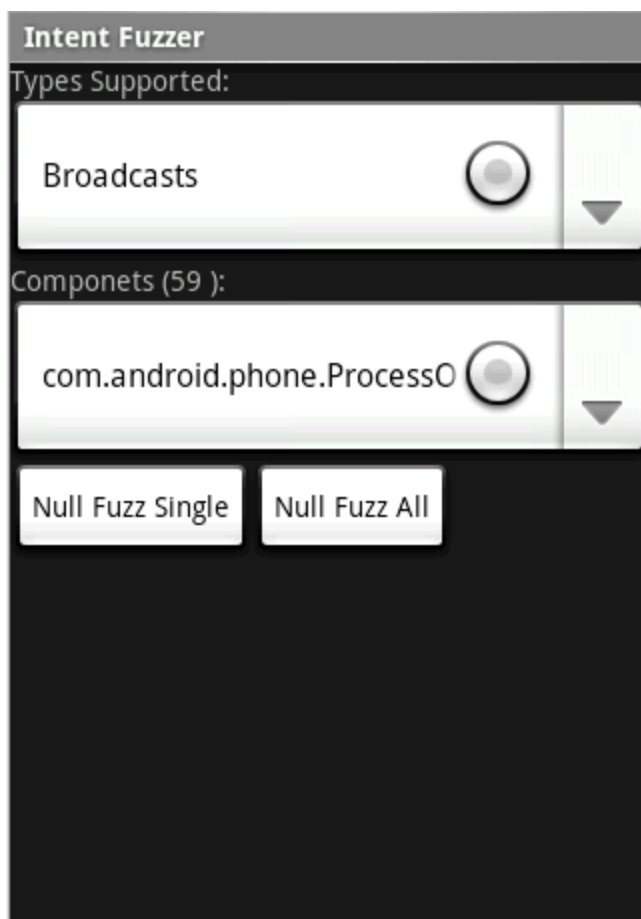 Intent Fuzzer
Types Supported:
Broadcasts
Componets (59 ):
com.android.phone.ProcessO
Null Fuzz Single
Null Fuzz All